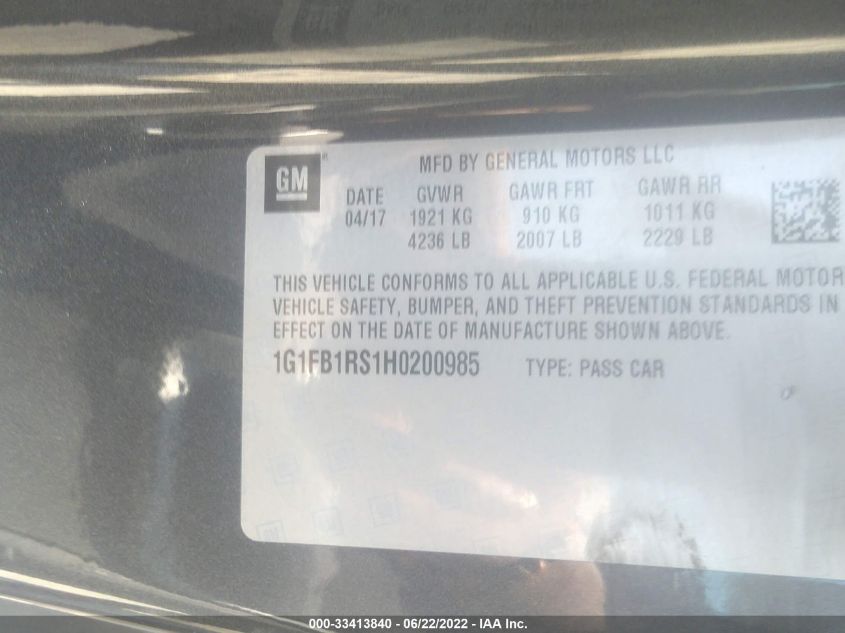 GM
MFD BY GENERAL MOTORS LLC
DATE GVWR GAWR FRT GAWR RR
04/17 1921 KG 910 KG 1011 KG
4236 LB 2007 LB 2229 LB
THIS VEHICLE CONFORMS TO ALL APPLICABLE U.S. FEDERAL MOTOR
VEHICLE SAFETY, BUMPER, AND THEFT PREVENTION STANDARDS IN
EFFECT ON THE DATE OF MANUFACTURE SHOWN ABOVE.
1G1FB1RS1H0200985 TYPE: PASS CAR
000-33413840 - 06/22/2022 - IAA Inc.